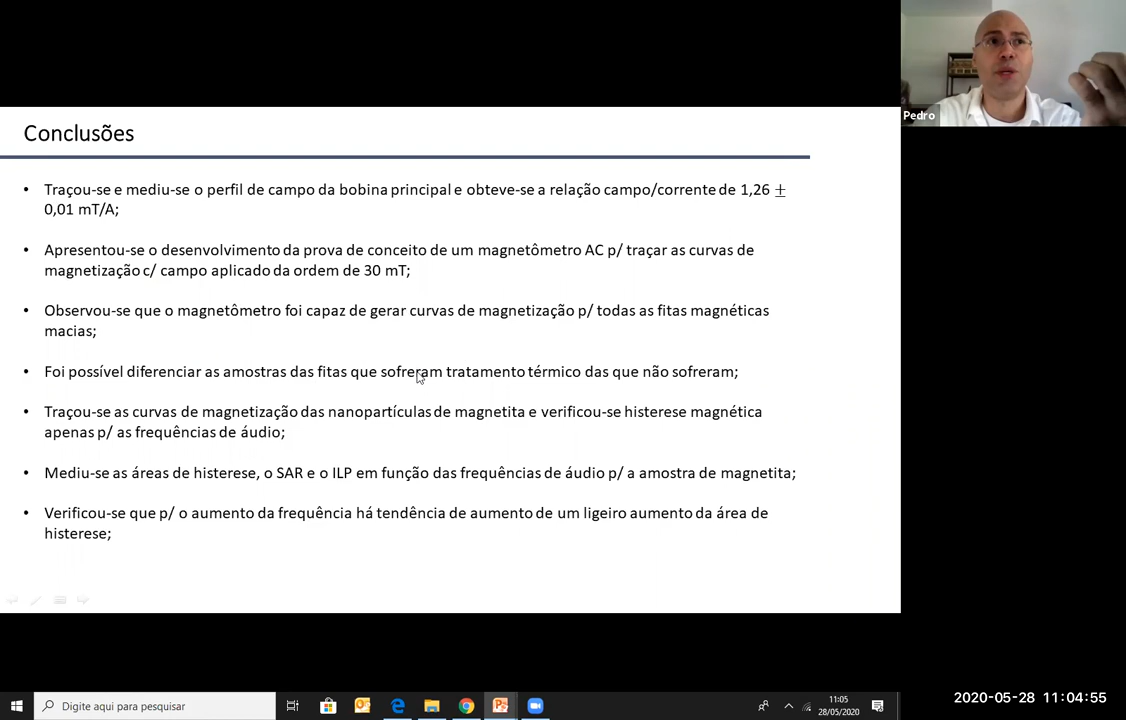 Pedro
Conclusões
• Traçou-se e mediu-se o perfil de campo da bobina principal e obteve-se a relação campo/corrente de 1,26 ±
0,01 mT/A;
• Apresentou-se o desenvolvimento da prova de conceito de um magnetômetro AC p/ traçar as curvas de
magnetização c/ campo aplicado da ordem de 30 mT;
• Observou-se que o magnetômetro foi capaz de gerar curvas de magnetização p/ todas as fitas magnéticas
macias;
• Foi possível diferenciar as amostras das fitas que sofreram tratamento térmico das que não sofreram;
• Traçou-se as curvas de magnetização das nanopartículas de magnetita e verificou-se histerese magnética
apenas p/ as frequências de áudio;
• Mediu-se as áreas de histerese, o SAR e o ILP em função das frequências de áudio p/ a amostra de magnetita;
• Verificou-se que p/ o aumento da frequência há tendência de aumento de um ligeiro aumento da área de
histerese;
Digite aqui para pesquisar
11:05
28/05/2020
2020-05-28 11:04:55